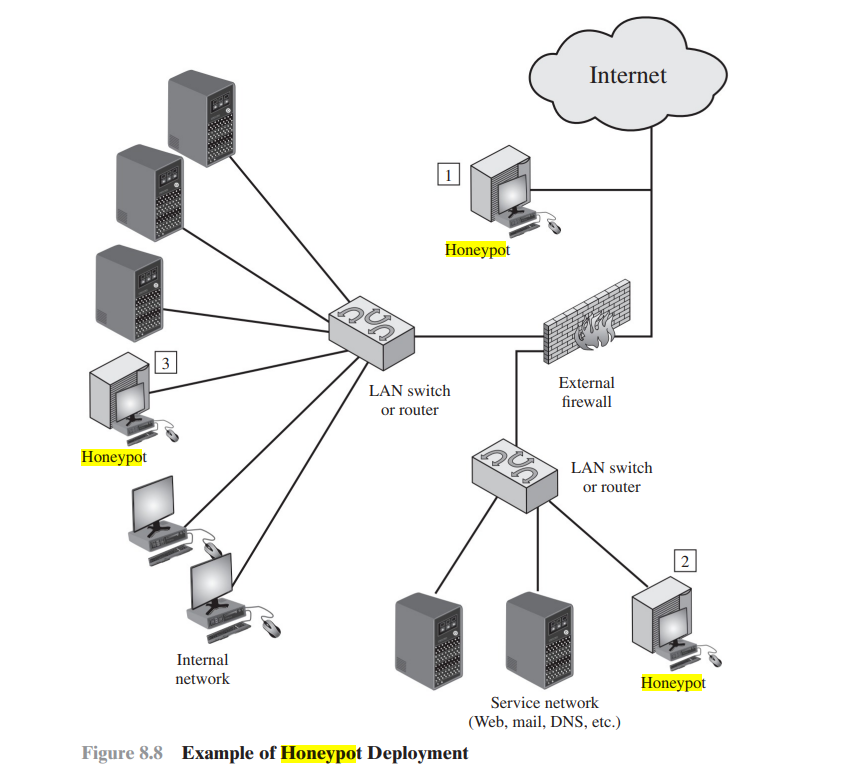 Internet
1
Honeypot
3
LAN switch
or router
External
firewall
Honeypot
LAN switch
or router
2
Internal
network
Honeypot
Service network
(Web, mail, DNS, etc.)
Figure 8.8 Example of Honeypot Deployment